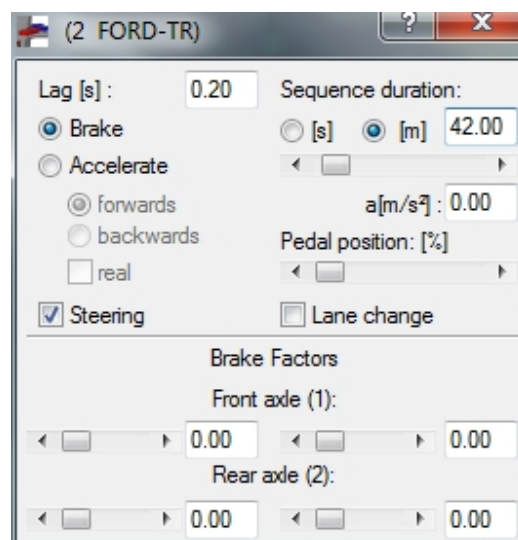 (2 FORD-TR)
? X
Lag [s] : 0.20 Sequence duration:
Brake [s] [m] 42.00
Accelerate
forwards a[m/s²] : 0.00
backwards Pedal position: [%]
real
Steering Lane change
Brake Factors
Front axle (1):
0.00 0.00
Rear axle (2):
0.00 0.00